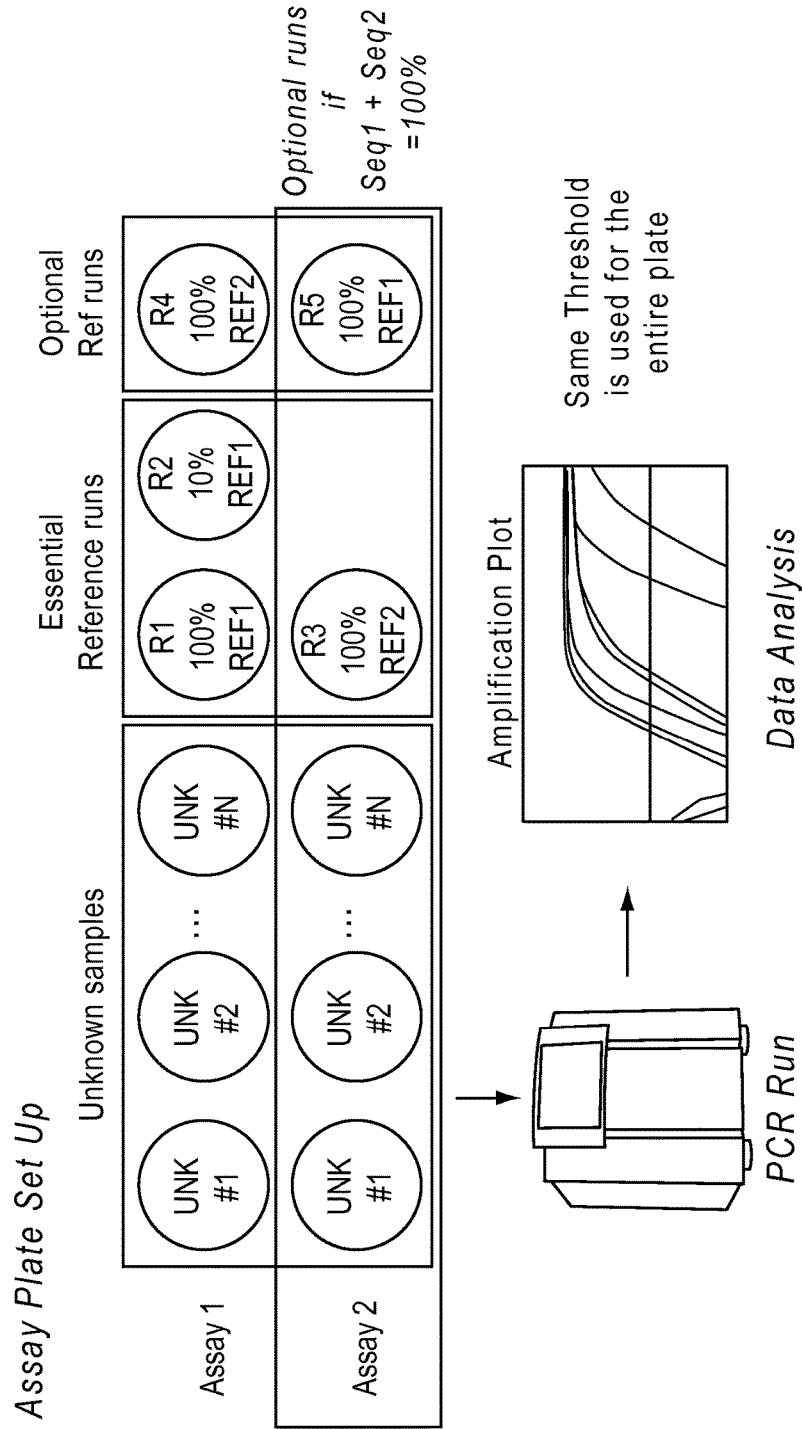 Assay Plate Set Up
Unknown samples
Essential
Reference runs
Optional
Ref runs
Assay 1
UNK
#1
UNK
#2
...
UNK
#N
R1
100%
REF1
R2
10%
REF1
R4
100%
REF2
Assay 2
UNK
#1
UNK
#2
...
UNK
#N
R3
100%
REF2
R5
100%
REF1
Optional runs
if
Seq1 + Seq2
=100%
PCR Run
Amplification Plot
Data Analysis
Same Threshold
is used for the
entire plate